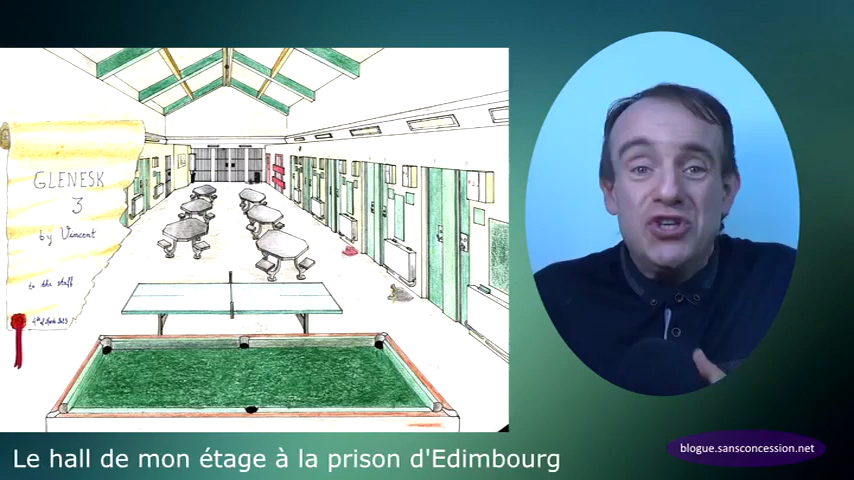 GLENESK
3
by Vincent
to the staff
Le hall de mon étage à la prison d'Edimbourg
blogue.sansconcession.net